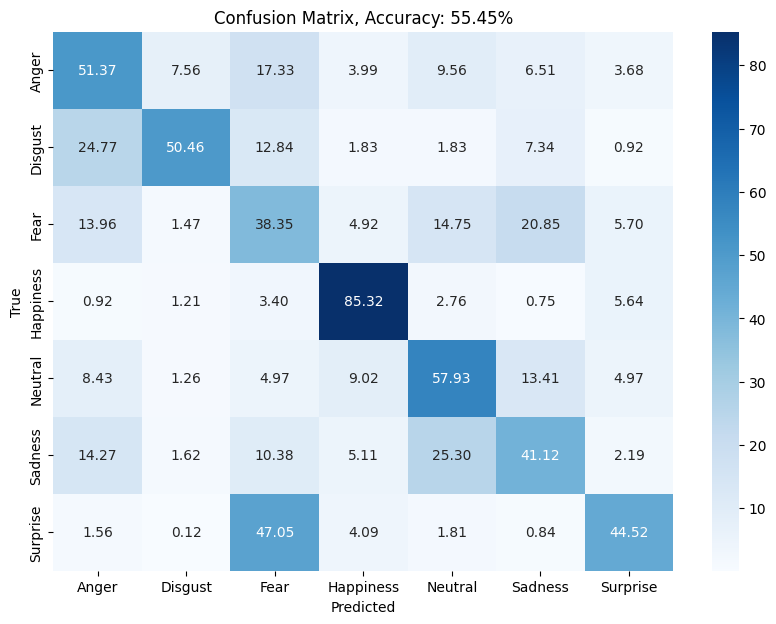 Confusion Matrix, Accuracy: 55.45%
Anger 51.37 7.56 17.33 3.99 9.56 6.51 3.68
Disgust 24.77 50.46 12.84 1.83 1.83 7.34 0.92
Fear 13.96 1.47 38.35 4.92 14.75 20.85 5.70
Happiness 0.92 1.21 3.40 85.32 2.76 0.75 5.64
Neutral 8.43 1.26 4.97 9.02 57.93 13.41 4.97
Sadness 14.27 1.62 10.38 5.11 25.30 41.12 2.19
Surprise 1.56 0.12 47.05 4.09 1.81 0.84 44.52
Anger Disgust Fear Happiness Neutral Sadness Surprise
Predicted
True
80
70
60
50
40
30
20
10